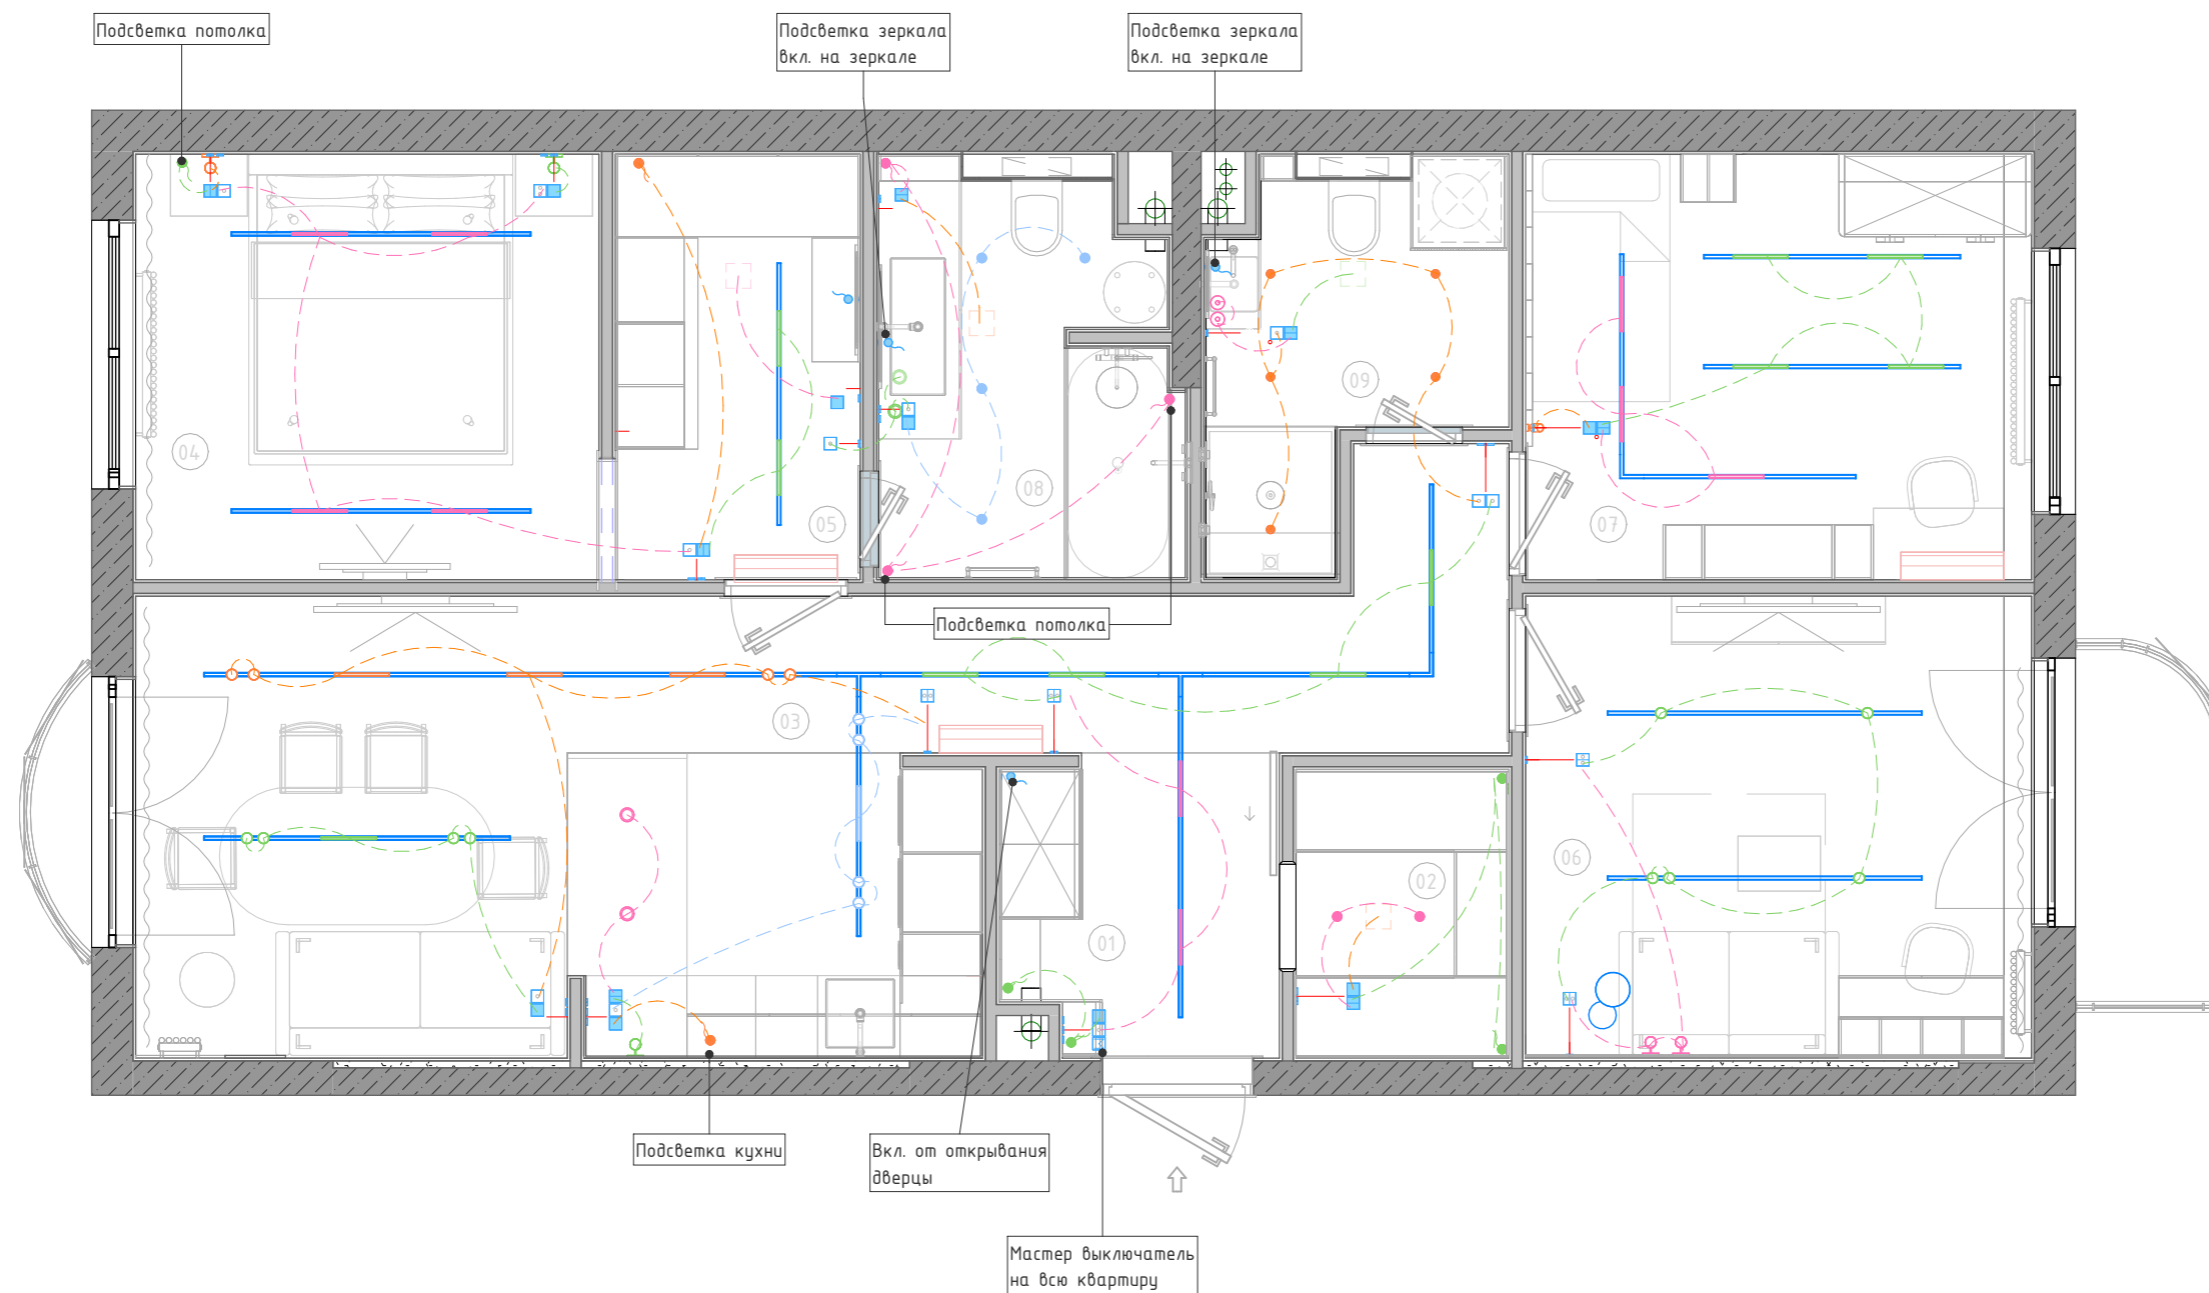 Подсветка потолка
Подсветка зеркала
вкл. на зеркале
Подсветка зеркала
вкл. на зеркале
04
05
08
09
07
Подсветка потолка
03
01
02
06
Подсветка кухни
Вкл. от открывания
дверцы
Мастер выключатель
на всю квартиру